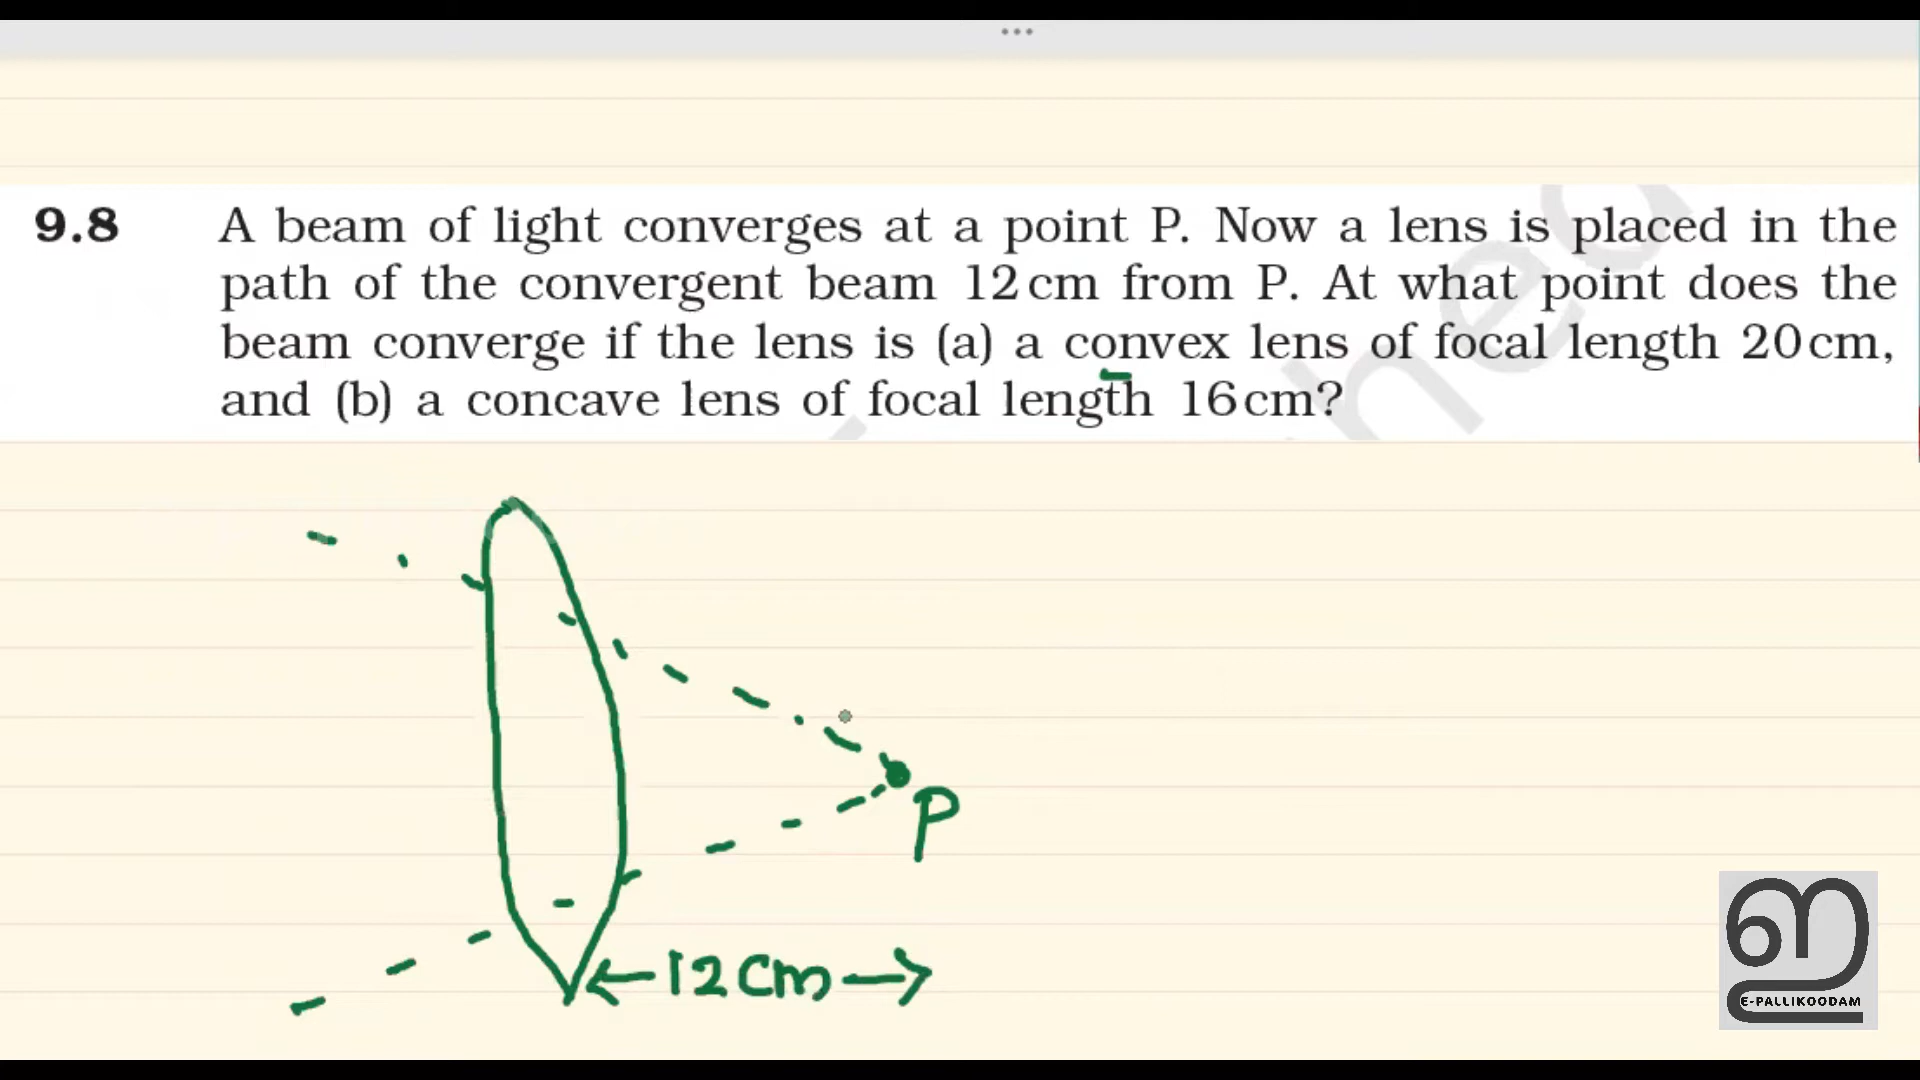 9.8 A beam of light converges at a point P. Now a lens is placed in the
path of the convergent beam 12 cm from P. At what point does the
beam converge if the lens is (a) a convex lens of focal length 20 cm,
and (b) a concave lens of focal length 16 cm?
P
12 cm
E-PALLIKOODAM